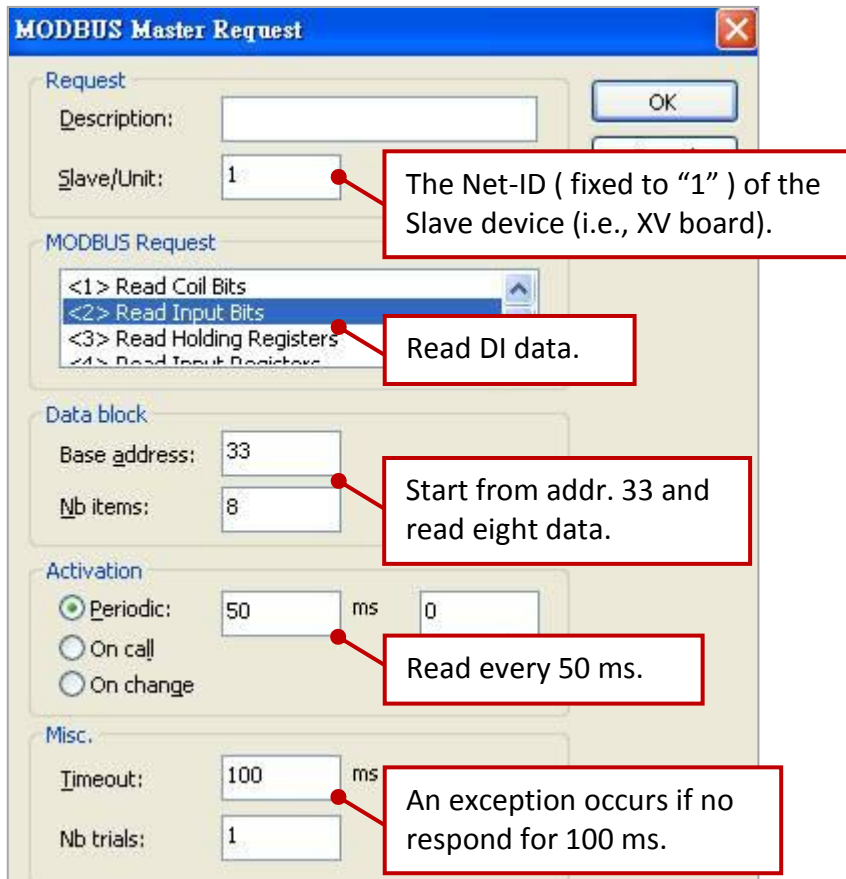 MODBUS Master Request
Request
OK
Description:
Slave/Unit:
1
The Net-ID ( fixed to “1” ) of the
Slave device (i.e., XV board).
MODBUS Request
<1> Read Coil Bits
<2> Read Input Bits
<3> Read Holding Registers
<4> Read Input Registers
Read DI data.
Data block
Base address:
33
Nb items:
8
Start from addr. 33 and
read eight data.
Activation
Periodic:
50
ms
0
On call
On change
Read every 50 ms.
Misc.
Timeout:
100
ms
Nb trials:
1
An exception occurs if no
respond for 100 ms.